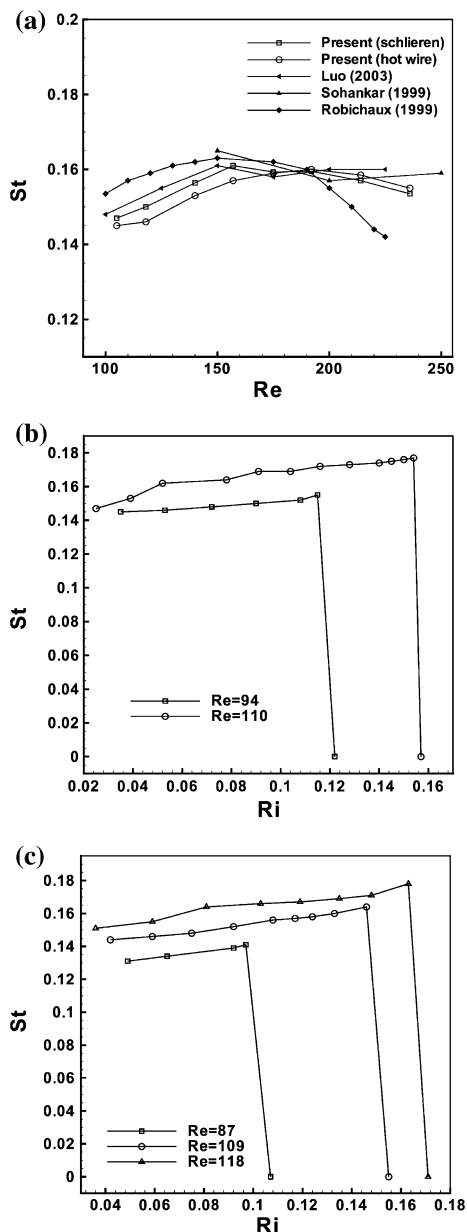 (a)
0.2
0.18
0.16
0.14
0.12
St
100
150
200
250
Re
Present (schlieren)
Present (hot wire)
Luo (2003)
Sohankar (1999)
Robichaux (1999)
(b)
0.18
0.16
0.14
0.12
0.1
0.08
0.06
0.04
0.02
0
St
0.02
0.04
0.06
0.08
0.1
0.12
0.14
0.16
Ri
Re=94
Re=110
(c)
0.18
0.16
0.14
0.12
0.1
0.08
0.06
0.04
0.02
0
St
0.04
0.06
0.08
0.1
0.12
0.14
0.16
0.18
Ri
Re=87
Re=109
Re=118